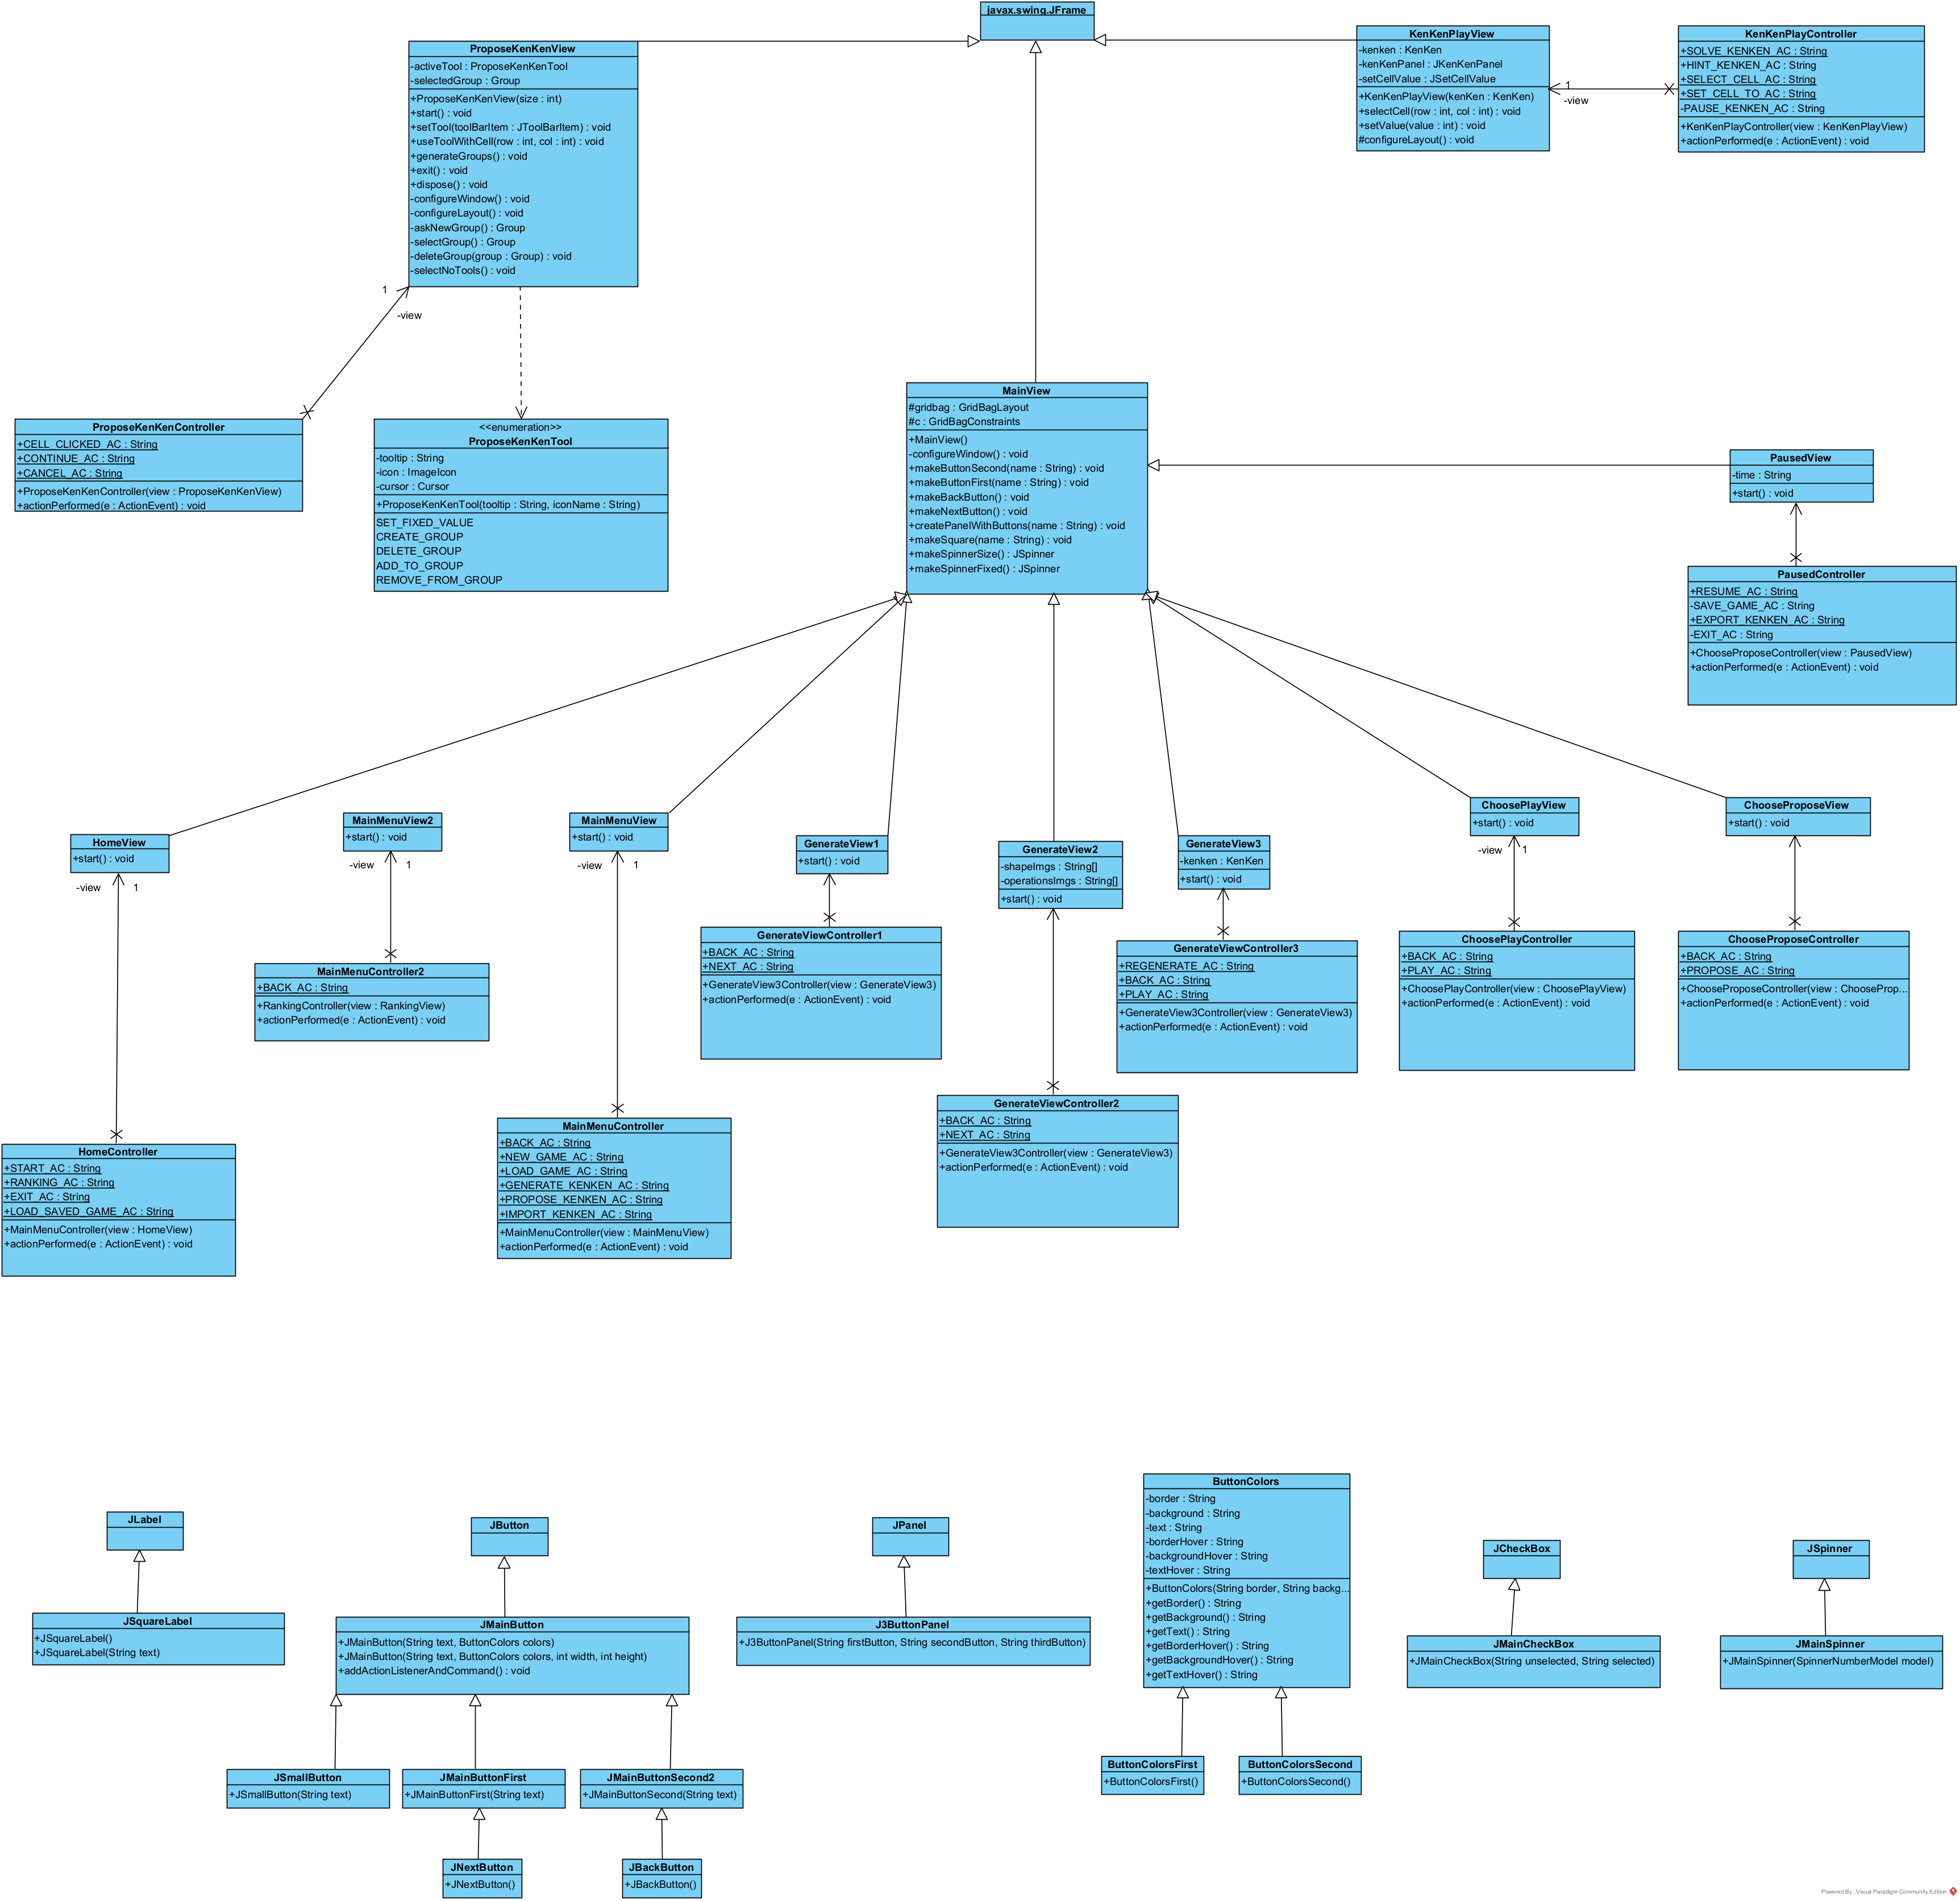 javax.swing.JFrame
ProposeKenKenView
-activeTool : ProposeKenKenTool
-selectedGroup : Group
+ProposeKenKenView(size : int)
+start() : void
+setTool(toolBarItem : JToolBarItem) : void
+useToolWithCell(row : int, col : int) : void
+generateGroups() : void
+exit() : void
+dispose() : void
-configureWindow() : void
-configureLayout() : void
-askNewGroup() : Group
-selectGroup() : Group
-deleteGroup(group : Group) : void
-selectNoTools() : void
KenKenPlayView
-kenken : KenKen
-kenKenPanel : JKenKenPanel
-setCellValue : JSetCellValue
+KenKenPlayView(kenKen : KenKen)
+selectCell(row : int, col : int) : void
+setValue(value : int) : void
#configureLayout() : void
1
-view
KenKenPlayController
+SOLVE_KENKEN_AC : String
+HINT_KENKEN_AC : String
+SELECT_CELL_AC : String
+SET_CELL_TO_AC : String
-PAUSE_KENKEN_AC : String
+KenKenPlayController(view : KenKenPlayView)
+actionPerformed(e : ActionEvent) : void
1
-view
ProposeKenKenController
+CELL_CLICKED_AC : String
+CONTINUE_AC : String
+CANCEL_AC : String
+ProposeKenKenController(view : ProposeKenKenView)
+actionPerformed(e : ActionEvent) : void
<<enumeration>>
ProposeKenKenTool
-tooltip : String
-icon : ImageIcon
-cursor : Cursor
+ProposeKenKenTool(tooltip : String, iconName : String)
SET_FIXED_VALUE
CREATE_GROUP
DELETE_GROUP
ADD_TO_GROUP
REMOVE_FROM_GROUP
MainView
#gridbag : GridBagLayout
#c : GridBagConstraints
+MainView()
-configureWindow() : void
+makeButtonSecond(name : String) : void
+makeButtonFirst(name : String) : void
+makeBackButton() : void
+makeNextButton() : void
+createPanelWithButtons(name : String) : void
+makeSquare(name : String) : void
+makeSpinnerSize() : JSpinner
+makeSpinnerFixed() : JSpinner
PausedView
-time : String
+start() : void
PausedController
+RESUME_AC : String
-SAVE_GAME_AC : String
+EXPORT_KENKEN_AC : String
-EXIT_AC : String
+ChooseProposeController(view : PausedView)
+actionPerformed(e : ActionEvent) : void
HomeView
+start() : void
-view
1
MainMenuView2
+start() : void
-view
1
MainMenuView
+start() : void
-view
1
GenerateView1
+start() : void
GenerateView2
-shapeImgs : String[]
-operationsImgs : String[]
+start() : void
GenerateView3
-kenken : KenKen
+start() : void
ChoosePlayView
+start() : void
-view
1
ChooseProposeView
+start() : void
MainMenuController2
+BACK_AC : String
+RankingController(view : RankingView)
+actionPerformed(e : ActionEvent) : void
GenerateViewController1
+BACK_AC : String
+NEXT_AC : String
+GenerateView3Controller(view : GenerateView3)
+actionPerformed(e : ActionEvent) : void
GenerateViewController3
+REGENERATE_AC : String
+BACK_AC : String
+PLAY_AC : String
+GenerateView3Controller(view : GenerateView3)
+actionPerformed(e : ActionEvent) : void
ChoosePlayController
+BACK_AC : String
+PLAY_AC : String
+ChoosePlayController(view : ChoosePlayView)
+actionPerformed(e : ActionEvent) : void
ChooseProposeController
+BACK_AC : String
+PROPOSE_AC : String
+ChooseProposeController(view : ChooseProp...
+actionPerformed(e : ActionEvent) : void
GenerateViewController2
+BACK_AC : String
+NEXT_AC : String
+GenerateView3Controller(view : GenerateView3)
+actionPerformed(e : ActionEvent) : void
HomeController
+START_AC : String
+RANKING_AC : String
+EXIT_AC : String
+LOAD_SAVED_GAME_AC : String
+MainMenuController(view : HomeView)
+actionPerformed(e : ActionEvent) : void
MainMenuController
+BACK_AC : String
+NEW_GAME_AC : String
+LOAD_GAME_AC : String
+GENERATE_KENKEN_AC : String
+PROPOSE_KENKEN_AC : String
+IMPORT_KENKEN_AC : String
+MainMenuController(view : MainMenuView)
+actionPerformed(e : ActionEvent) : void
JLabel
JSquareLabel
+JSquareLabel()
+JSquareLabel(String text)
JButton
JMainButton
+JMainButton(String text, ButtonColors colors)
+JMainButton(String text, ButtonColors colors, int width, int height)
+addActionListenerAndCommand() : void
JSmallButton
+JSmallButton(String text)
JMainButtonFirst
+JMainButtonFirst(String text)
JMainButtonSecond2
+JMainButtonSecond(String text)
JNextButton
+JNextButton()
JBackButton
+JBackButton()
JPanel
J3ButtonPanel
+J3ButtonPanel(String firstButton, String secondButton, String thirdButton)
ButtonColors
-border : String
-background : String
-text : String
-borderHover : String
-backgroundHover : String
-textHover : String
+ButtonColors(String border, String backg...
+getBorder() : String
+getBackground() : String
+getText() : String
+getBorderHover() : String
+getBackgroundHover() : String
+getTextHover() : String
ButtonColorsFirst
+ButtonColorsFirst()
ButtonColorsSecond
+ButtonColorsSecond()
JCheckBox
JMainCheckBox
+JMainCheckBox(String unselected, String selected)
JSpinner
JMainSpinner
+JMainSpinner(SpinnerNumberModel model)
Powered By Visual Paradigm Community Edition